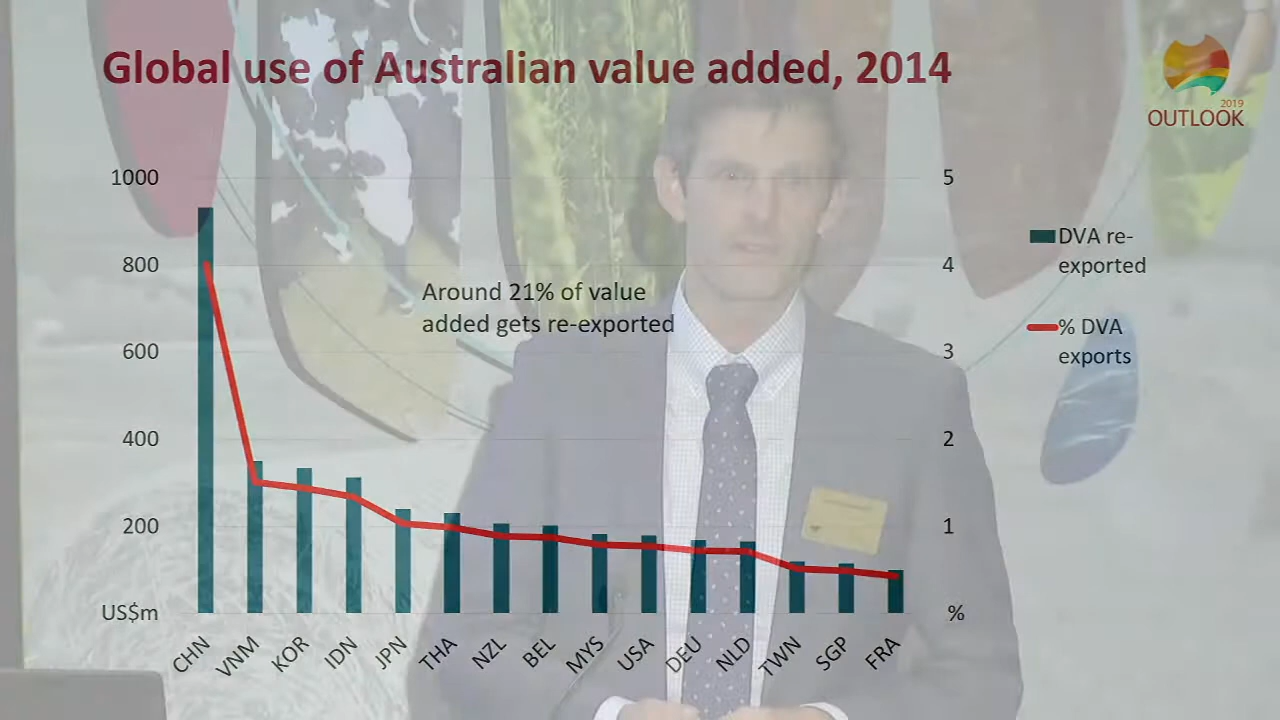 Global use of Australian value added, 2014
2019
OUTLOOK
1000
5
DVA re-
exported
800
4
Around 21% of value
added gets re-exported
% DVA
exports
600
3
400
2
200
1
US$m
%
CHN
VNM
KOR
IDN
JPN
THA
NZL
BEL
MYS
USA
DEU
NLD
TWN
SGP
FRA